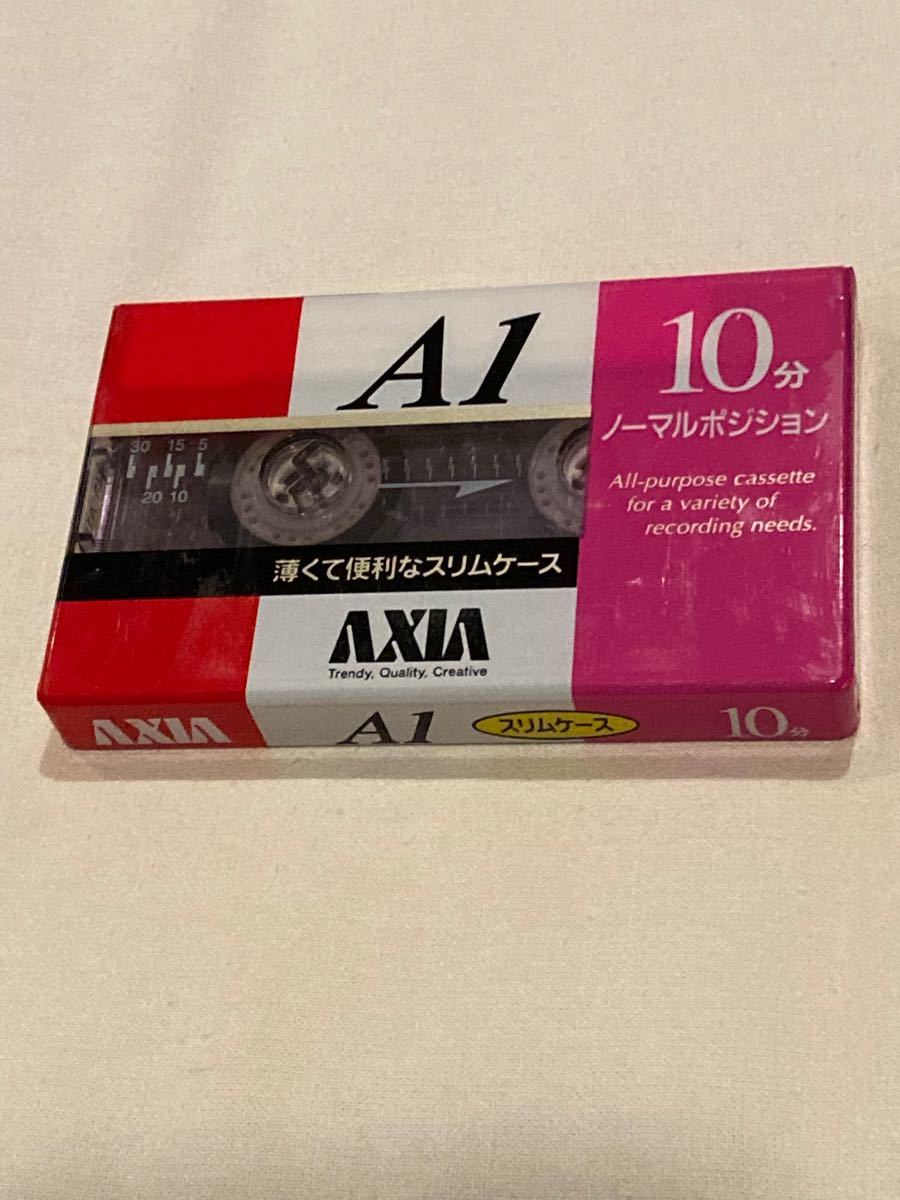 A1
10分
ノーマルポジション
All-purpose cassette
for a variety of
recording needs.
30 15 5
20 10
薄くて便利なスリムケース
AXIA
Trendy, Quality, Creative
AXIA A1 スリムケース 10分